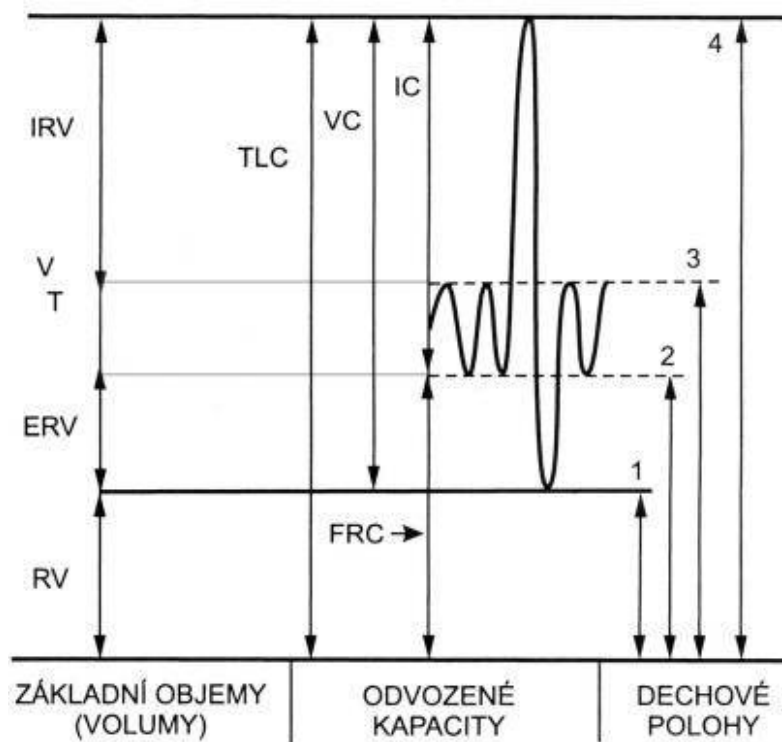 4
IC
VC
IRV
TLC
3
V
T
2
ERV
1
FRC
RV
ZÁKLADNÍ OBJEMY
(VOLUMY)
ODVOZENÉ
KAPACITY
DECHOVÉ
POLOHY